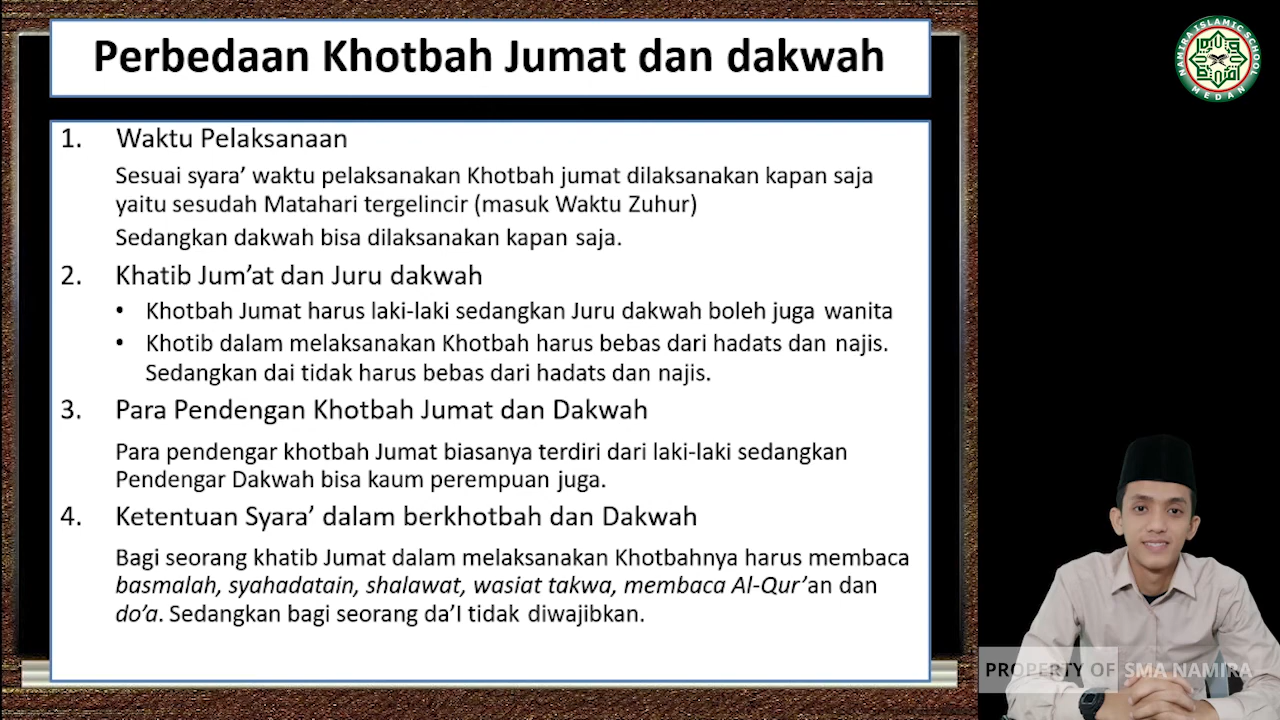 Perbedaan Khotbah Jumat dan dakwah
1. Waktu Pelaksanaan
Sesuai syara’ waktu pelaksanakan Khotbah jumat dilaksanakan kapan saja
yaitu sesudah Matahari tergelincir (masuk Waktu Zuhur)
Sedangkan dakwah bisa dilaksanakan kapan saja.
2. Khatib Jum’at dan Juru dakwah
• Khotbah Jumat harus laki-laki sedangkan Juru dakwah boleh juga wanita
• Khotib dalam melaksanakan Khotbah harus bebas dari hadats dan najis.
Sedangkan dai tidak harus bebas dari hadats dan najis.
3. Para Pendengan Khotbah Jumat dan Dakwah
Para pendengar khotbah Jumat biasanya terdiri dari laki-laki sedangkan
Pendengar Dakwah bisa kaum perempuan juga.
4. Ketentuan Syara’ dalam berkhotbah dan Dakwah
Bagi seorang khatib Jumat dalam melaksanakan Khotbahnya harus membaca
basmalah, syahadatain, shalawat, wasiat takwa, membaca Al-Qur’an dan
do’a. Sedangkan bagi seorang da’I tidak diwajibkan.
NAMIRA ISLAMIC SCHOOL
MEDAN
PROPERTY OF SMA NAMIRA